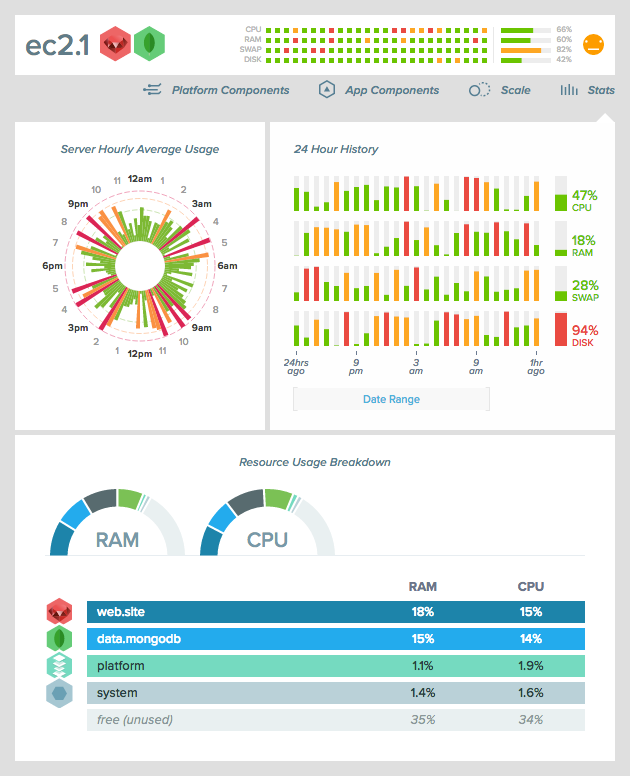 ec2.1
CPU 66%
RAM 60%
SWAP 82%
DISK 42%
Platform Components App Components Scale Stats
Server Hourly Average Usage
12am
1
2
3am
4
5
6am
7
8
9am
10
11
12pm
1
2
3pm
4
5
6pm
7
8
9pm
10
11
24 Hour History
47%
CPU
18%
RAM
28%
SWAP
94%
DISK
24hrs ago
9 pm
3 am
9 am
1hr ago
Date Range
Resource Usage Breakdown
RAM CPU
RAM CPU
web.site 18% 15%
data.mongodb 15% 14%
platform 1.1% 1.9%
system 1.4% 1.6%
free (unused) 35% 34%